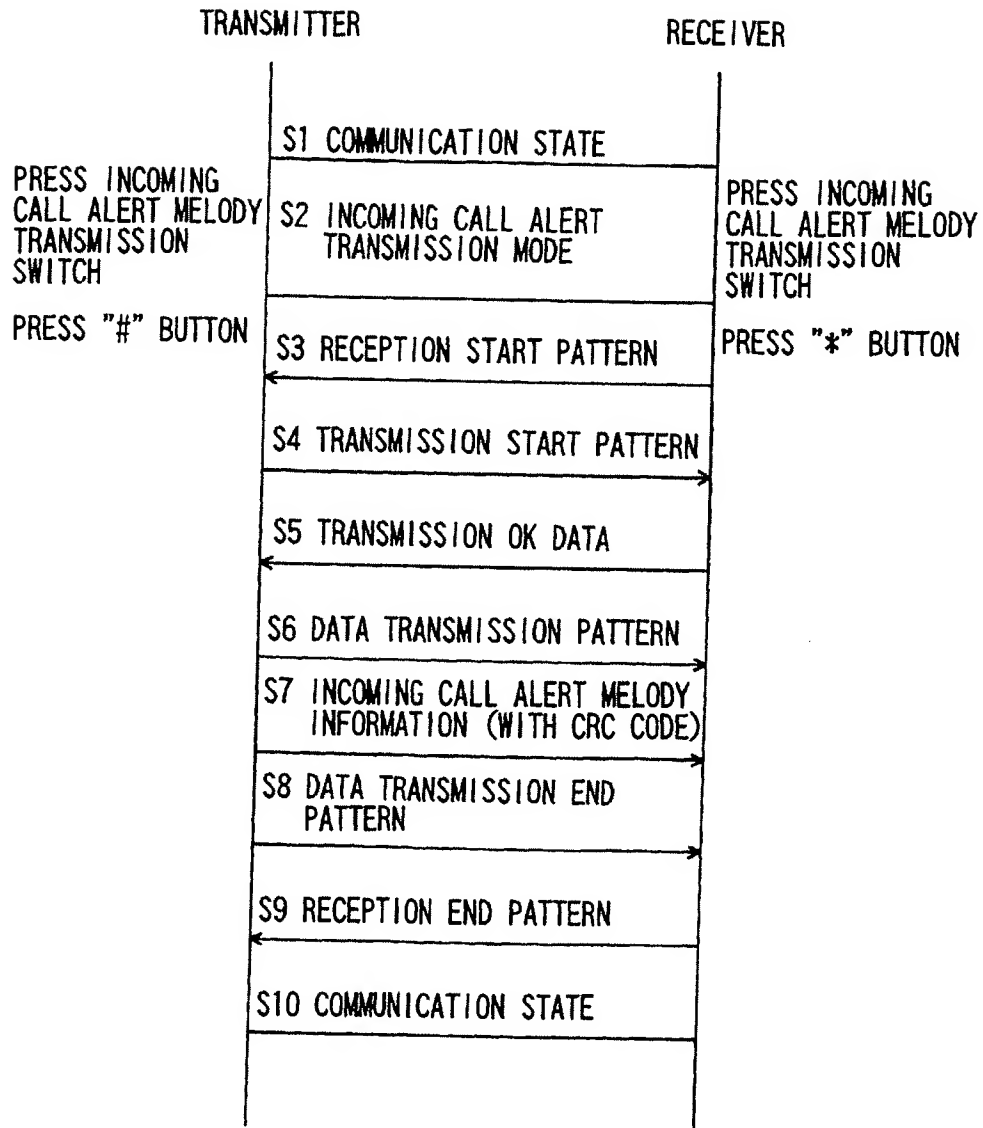 TRANSMITTER
RECEIVER
S1 COMMUNICATION STATE
PRESS INCOMING
CALL ALERT MELODY
TRANSMISSION
SWITCH
S2 INCOMING CALL ALERT
TRANSMISSION MODE
PRESS INCOMING
CALL ALERT MELODY
TRANSMISSION
SWITCH
PRESS "#" BUTTON
S3 RECEPTION START PATTERN
PRESS "*" BUTTON
S4 TRANSMISSION START PATTERN
S5 TRANSMISSION OK DATA
S6 DATA TRANSMISSION PATTERN
S7 INCOMING CALL ALERT MELODY
INFORMATION (WITH CRC CODE)
S8 DATA TRANSMISSION END
PATTERN
S9 RECEPTION END PATTERN
S10 COMMUNICATION STATE